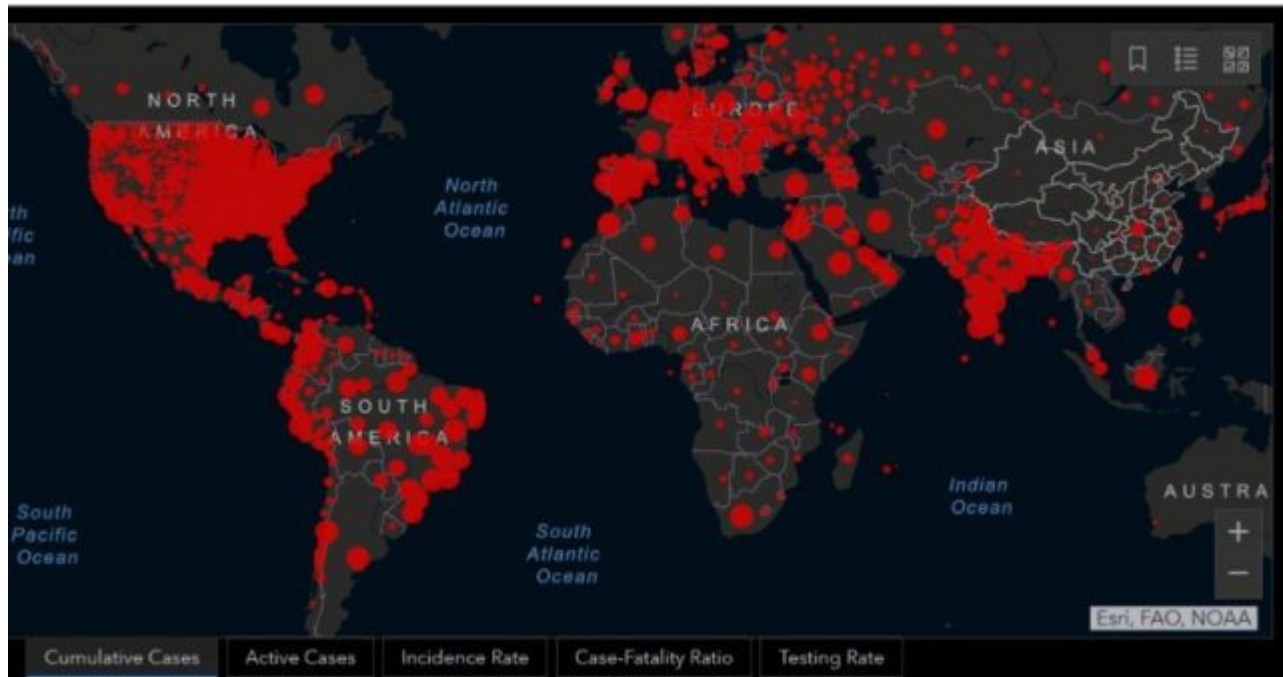 NORTH
AMERICA
EUROPE
ASIA
North
Atlantic
Ocean
AFRICA
SOUTH
AMERICA
Indian
Ocean
AUSTRA
South
Pacific
Ocean
South
Atlantic
Ocean
Esri, FAO, NOAA
Cumulative Cases
Active Cases
Incidence Rate
Case-Fatality Ratio
Testing Rate